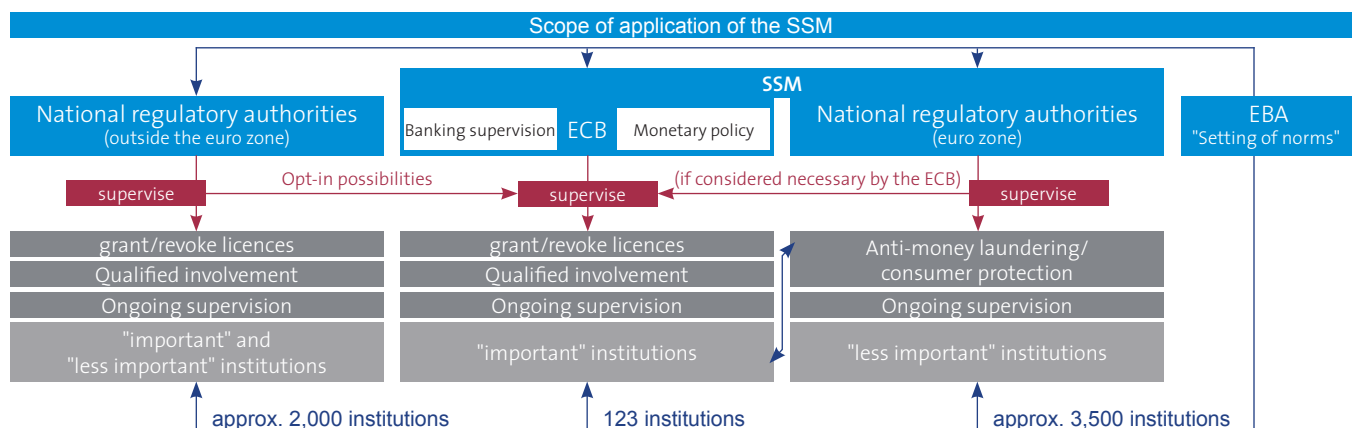 Scope of application of the SSM
SSM
National regulatory authorities
(outside the euro zone)
Banking supervision
ECB
Monetary policy
National regulatory authorities
(euro zone)
EBA
"Setting of norms"
supervise
Opt-in possibilities
supervise
(if considered necessary by the ECB)
supervise
grant/revoke licences
Qualified involvement
Ongoing supervision
"important" and
"less important" institutions
grant/revoke licences
Qualified involvement
Ongoing supervision
"important" institutions
Anti-money laundering/
consumer protection
Ongoing supervision
"less important" institutions
approx. 2,000 institutions
123 institutions
approx. 3,500 institutions